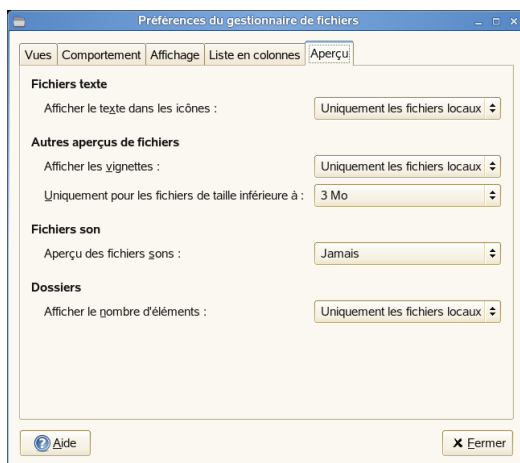 Préférences du gestionnaire de fichiers
Vues Comportement Affichage Liste en colonnes Aperçu
Fichiers texte
Afficher le texte dans les icônes : Uniquement les fichiers locaux
Autres aperçus de fichiers
Afficher les vignettes : Uniquement les fichiers locaux
Uniquement pour les fichiers de taille inférieure à : 3 Mo
Fichiers son
Aperçu des fichiers sons : Jamais
Dossiers
Afficher le nombre d'éléments : Uniquement les fichiers locaux
Aide Fermer